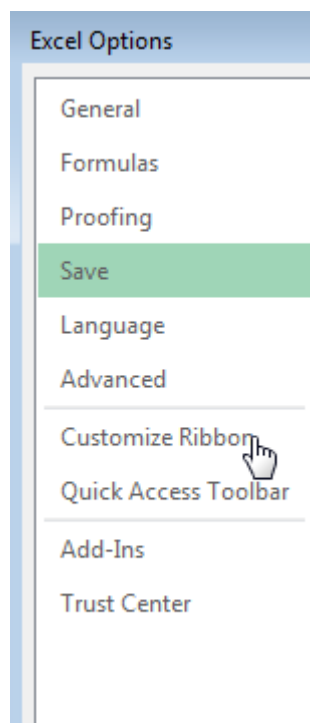 Excel Options
General
Formulas
Proofing
Save
Language
Advanced
Customize Ribbon
Quick Access Toolbar
Add-Ins
Trust Center